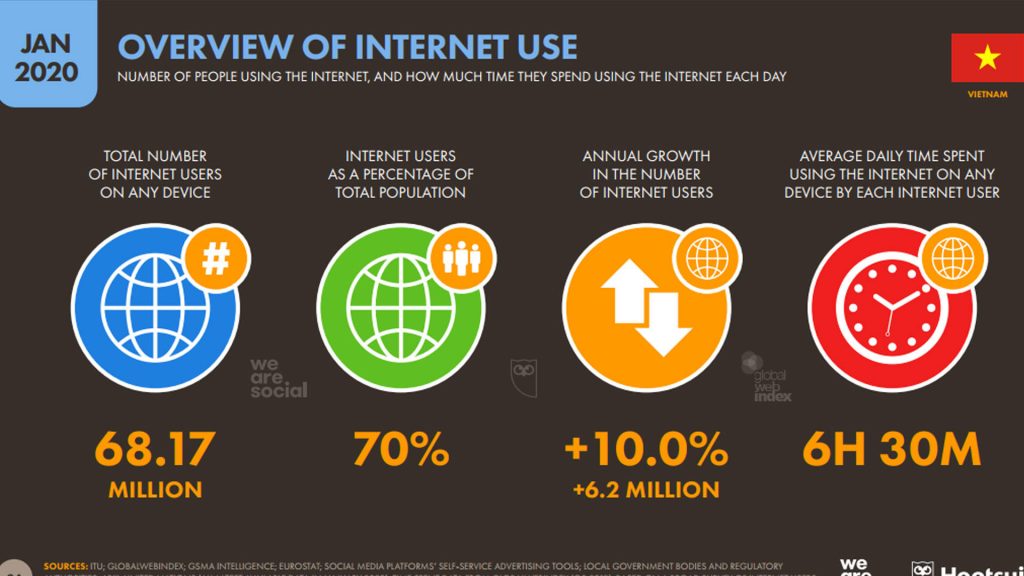 JAN
2020
OVERVIEW OF INTERNET USE
NUMBER OF PEOPLE USING THE INTERNET, AND HOW MUCH TIME THEY SPEND USING THE INTERNET EACH DAY
VIETNAM
TOTAL NUMBER
OF INTERNET USERS
ON ANY DEVICE
INTERNET USERS
AS A PERCENTAGE OF
TOTAL POPULATION
ANNUAL GROWTH
IN THE NUMBER
OF INTERNET USERS
AVERAGE DAILY TIME SPENT
USING THE INTERNET ON ANY
DEVICE BY EACH INTERNET USER
#
we
are
social
global
web
index
68.17
MILLION
70%
+10.0%
+6.2 MILLION
6H 30M
SOURCES: ITU; GLOBALWEBINDEX; GSMA INTELLIGENCE; EUROSTAT; SOCIAL MEDIA PLATFORMS' SELF-SERVICE ADVERTISING TOOLS; LOCAL GOVERNMENT BODIES AND REGULATORY
we
are